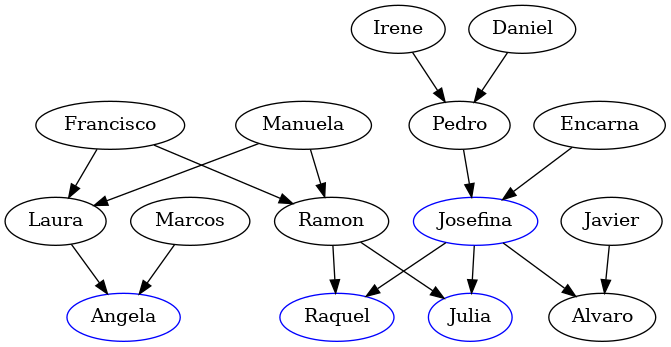 Irene
Daniel
Francisco
Manuela
Pedro
Encarna
Laura
Marcos
Ramon
Josefina
Javier
Angela
Raquel
Julia
Alvaro